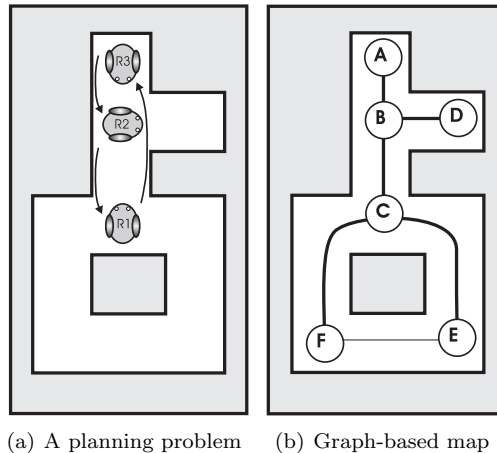 R3
R2
R1
A
B
D
C
F
E
(a) A planning problem
(b) Graph-based map